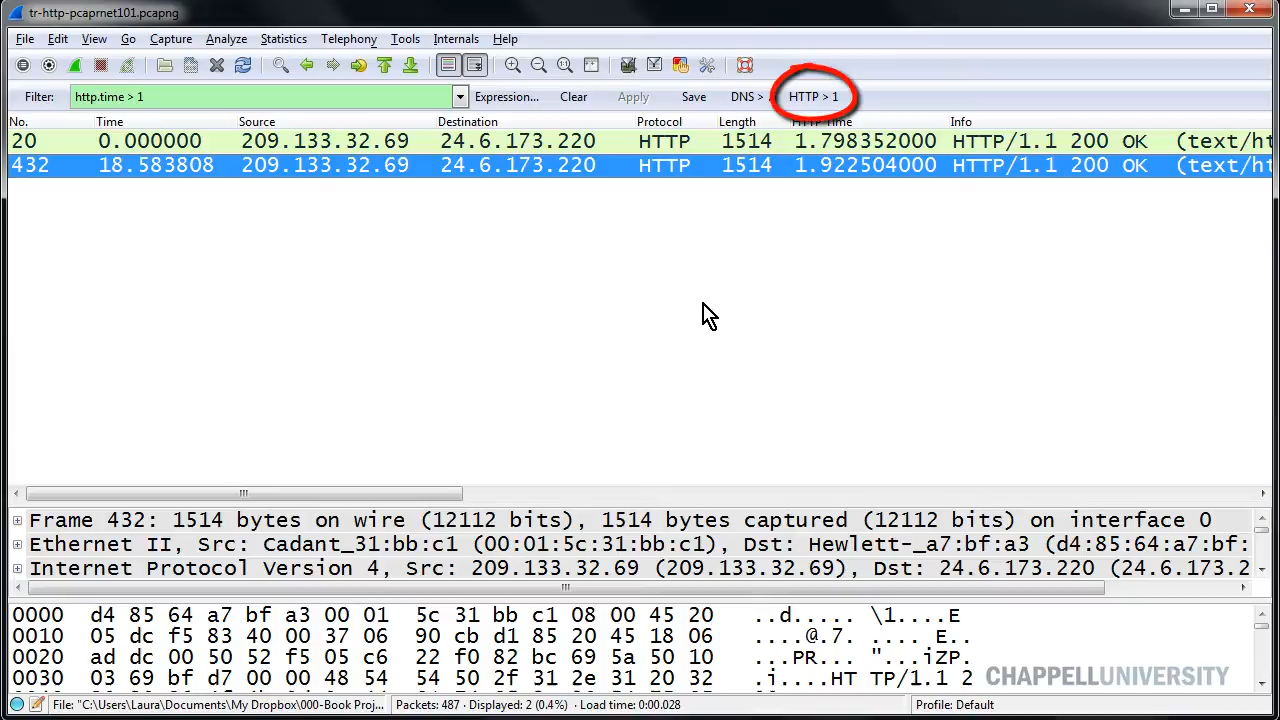 tr-http-pcaprnet101.pcapng
File Edit View Go Capture Analyze Statistics Telephony Tools Internals Help
Filter: http.time > 1 Expression... Clear Apply Save DNS > HTTP > 1
No. Time Source Destination Protocol Length HTTP Time Info
20 0.000000 209.133.32.69 24.6.173.220 HTTP 1514 1.798352000 HTTP/1.1 200 OK (text/ht
432 18.583808 209.133.32.69 24.6.173.220 HTTP 1514 1.922504000 HTTP/1.1 200 OK (text/ht
Frame 432: 1514 bytes on wire (12112 bits), 1514 bytes captured (12112 bits) on interface 0
Ethernet II, Src: Cadant_31:bb:c1 (00:01:5c:31:bb:c1), Dst: Hewlett-_a7:bf:a3 (d4:85:64:a7:bf:
Internet Protocol Version 4, Src: 209.133.32.69 (209.133.32.69), Dst: 24.6.173.220 (24.6.173.2
0000 d4 85 64 a7 bf a3 00 01 5c 31 bb c1 08 00 45 20 ..d..... \1....E
0010 05 dc f5 83 40 00 37 06 90 cb d1 85 20 45 18 06 ....@.7. .... E..
0020 ad dc 00 50 52 f5 05 c6 22 f0 82 bc 69 5a 50 10 ...PR... "...iZP.
0030 03 69 bf d7 00 00 48 54 54 50 2f 31 2e 31 20 32 .i....HT TP/1.1 2
CHAPPELLUNIVERSITY
File: "C:\Users\Laura\Documents\My Dropbox\000-Book Proj... Packets: 487 · Displayed: 2 (0.4%) · Load time: 0:00.028 Profile: Default